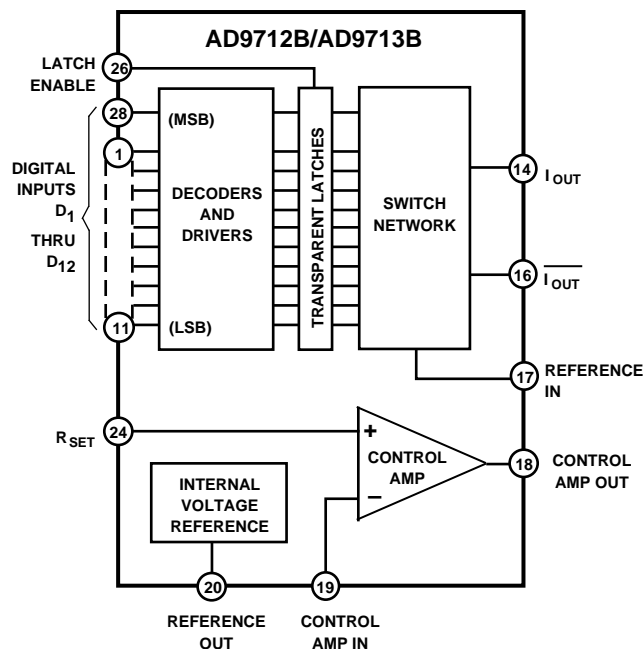 AD9712B/AD9713B
LATCH
ENABLE
26
28
(MSB)
1
DIGITAL
INPUTS
D1
THRU
D12
DECODERS
AND
DRIVERS
TRANSPARENT LATCHES
SWITCH
NETWORK
14
IOUT
16
IOUT
11
(LSB)
17
REFERENCE
IN
RSET
24
+
CONTROL
AMP
–
18
CONTROL
AMP OUT
INTERNAL
VOLTAGE
REFERENCE
20
19
REFERENCE
OUT
CONTROL
AMP IN